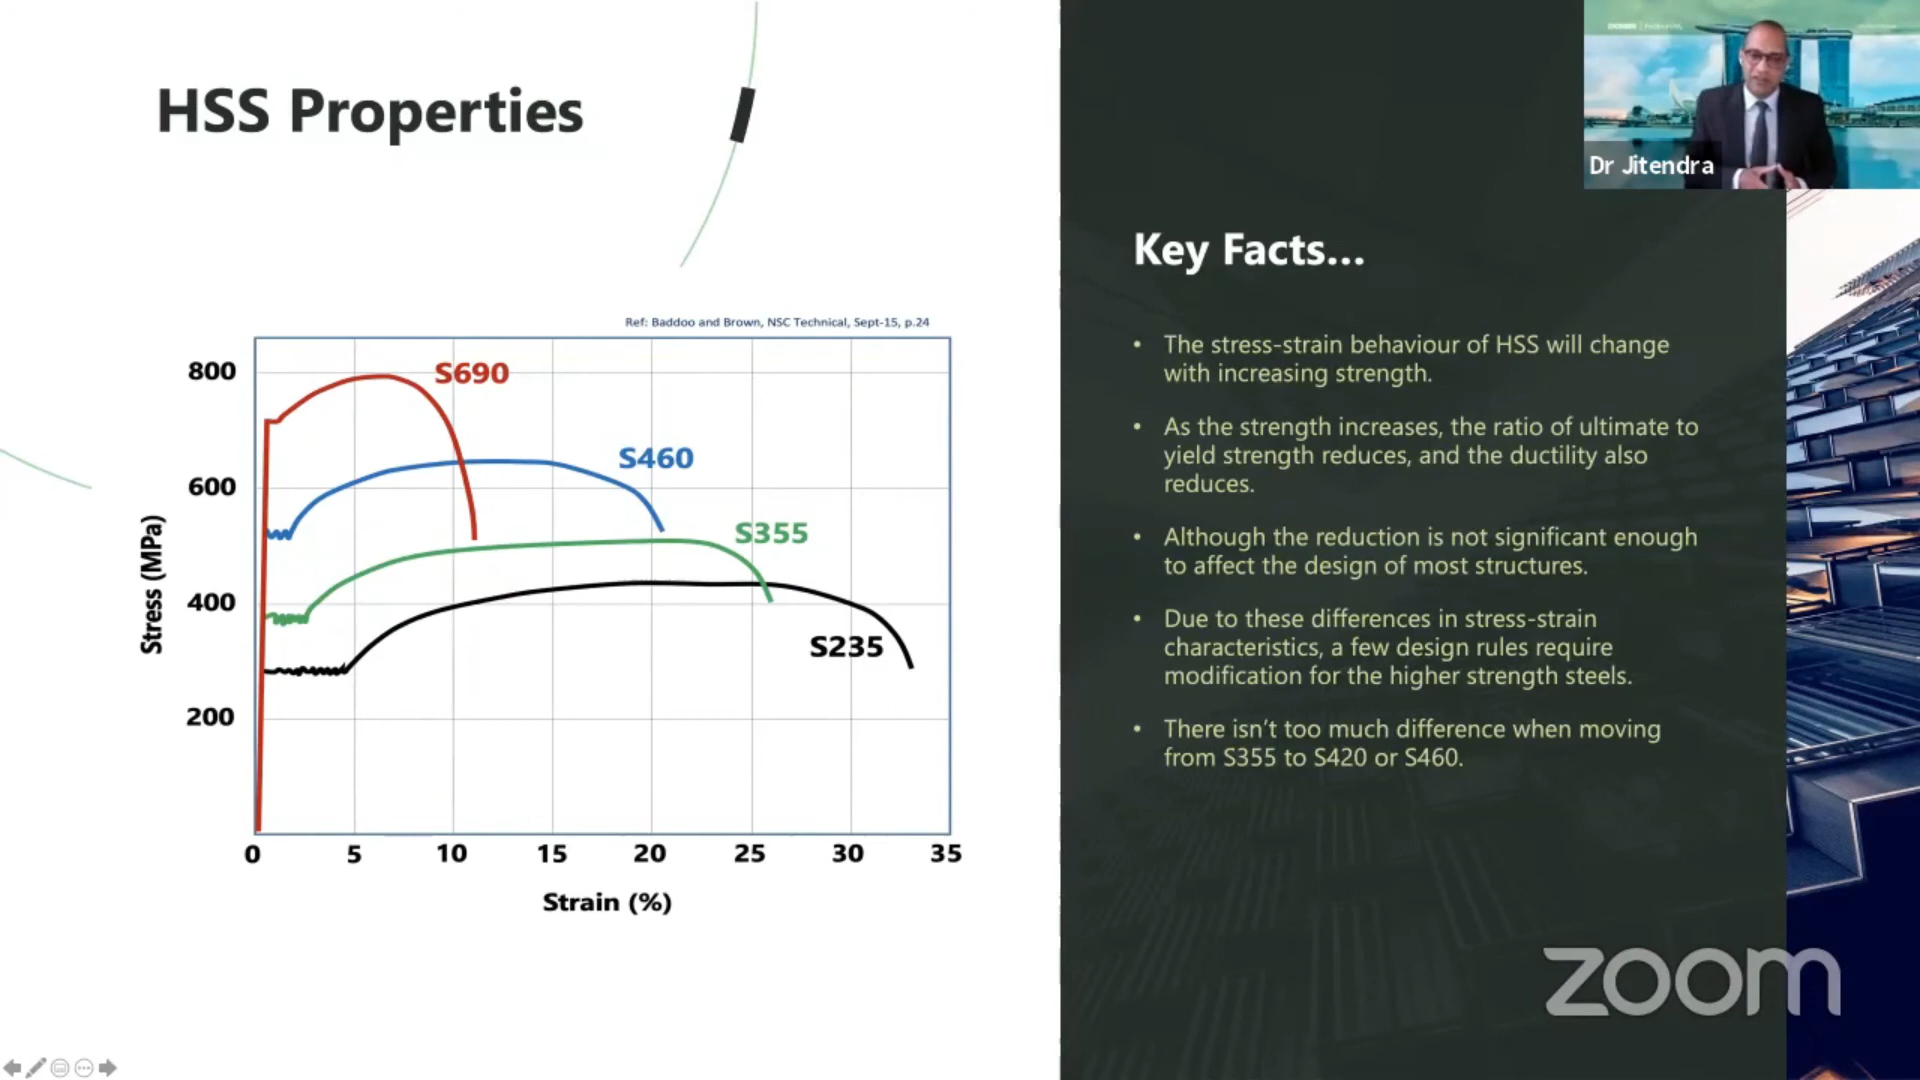 HSS Properties
Ref: Baddoo and Brown, NSC Technical, Sept-15, p.24
800
600
400
200
Stress (MPa)
S690
S460
S355
S235
0 5 10 15 20 25 30 35
Strain (%)
Dr Jitendra
Key Facts...
• The stress-strain behaviour of HSS will change
with increasing strength.
• As the strength increases, the ratio of ultimate to
yield strength reduces, and the ductility also
reduces.
• Although the reduction is not significant enough
to affect the design of most structures.
• Due to these differences in stress-strain
characteristics, a few design rules require
modification for the higher strength steels.
• There isn't too much difference when moving
from S355 to S420 or S460.
zoom